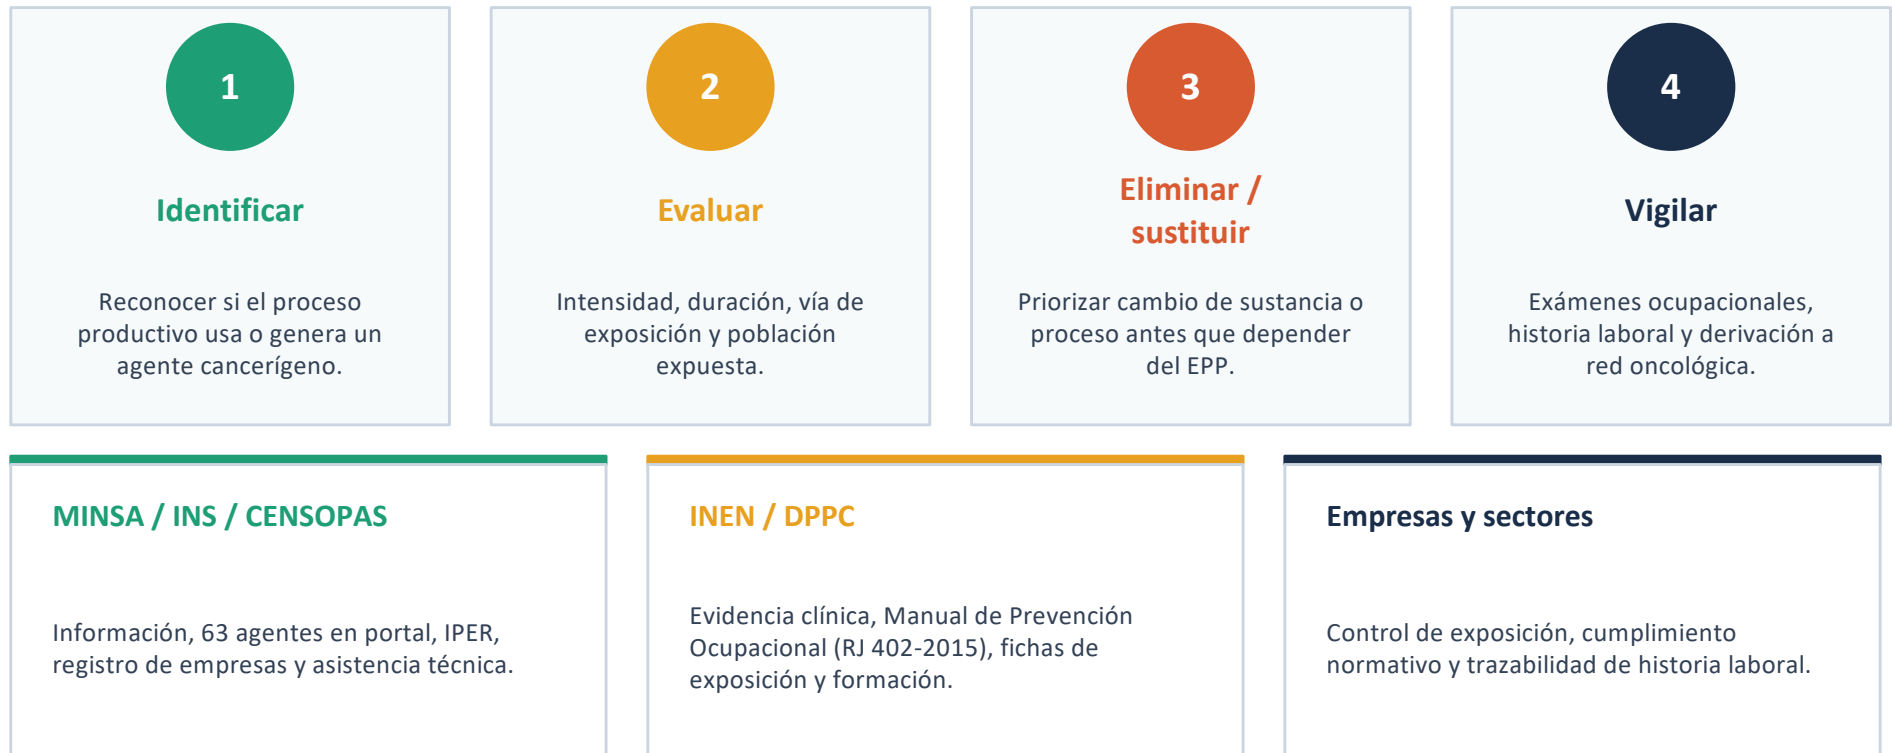 1
Identificar
Reconocer si el proceso
productivo usa o genera un
agente cancerígeno.
2
Evaluar
Intensidad, duración, vía de
exposición y población
expuesta.
3
Eliminar /
sustituir
Priorizar cambio de sustancia o
proceso antes que depender
del EPP.
4
Vigilar
Exámenes ocupacionales,
historia laboral y derivación a
red oncológica.
MINSA / INS / CENSOPAS
Información, 63 agentes en portal, IPER,
registro de empresas y asistencia técnica.
INEN / DPPC
Evidencia clínica, Manual de Prevención
Ocupacional (RJ 402-2015), fichas de
exposición y formación.
Empresas y sectores
Control de exposición, cumplimiento
normativo y trazabilidad de historia laboral.